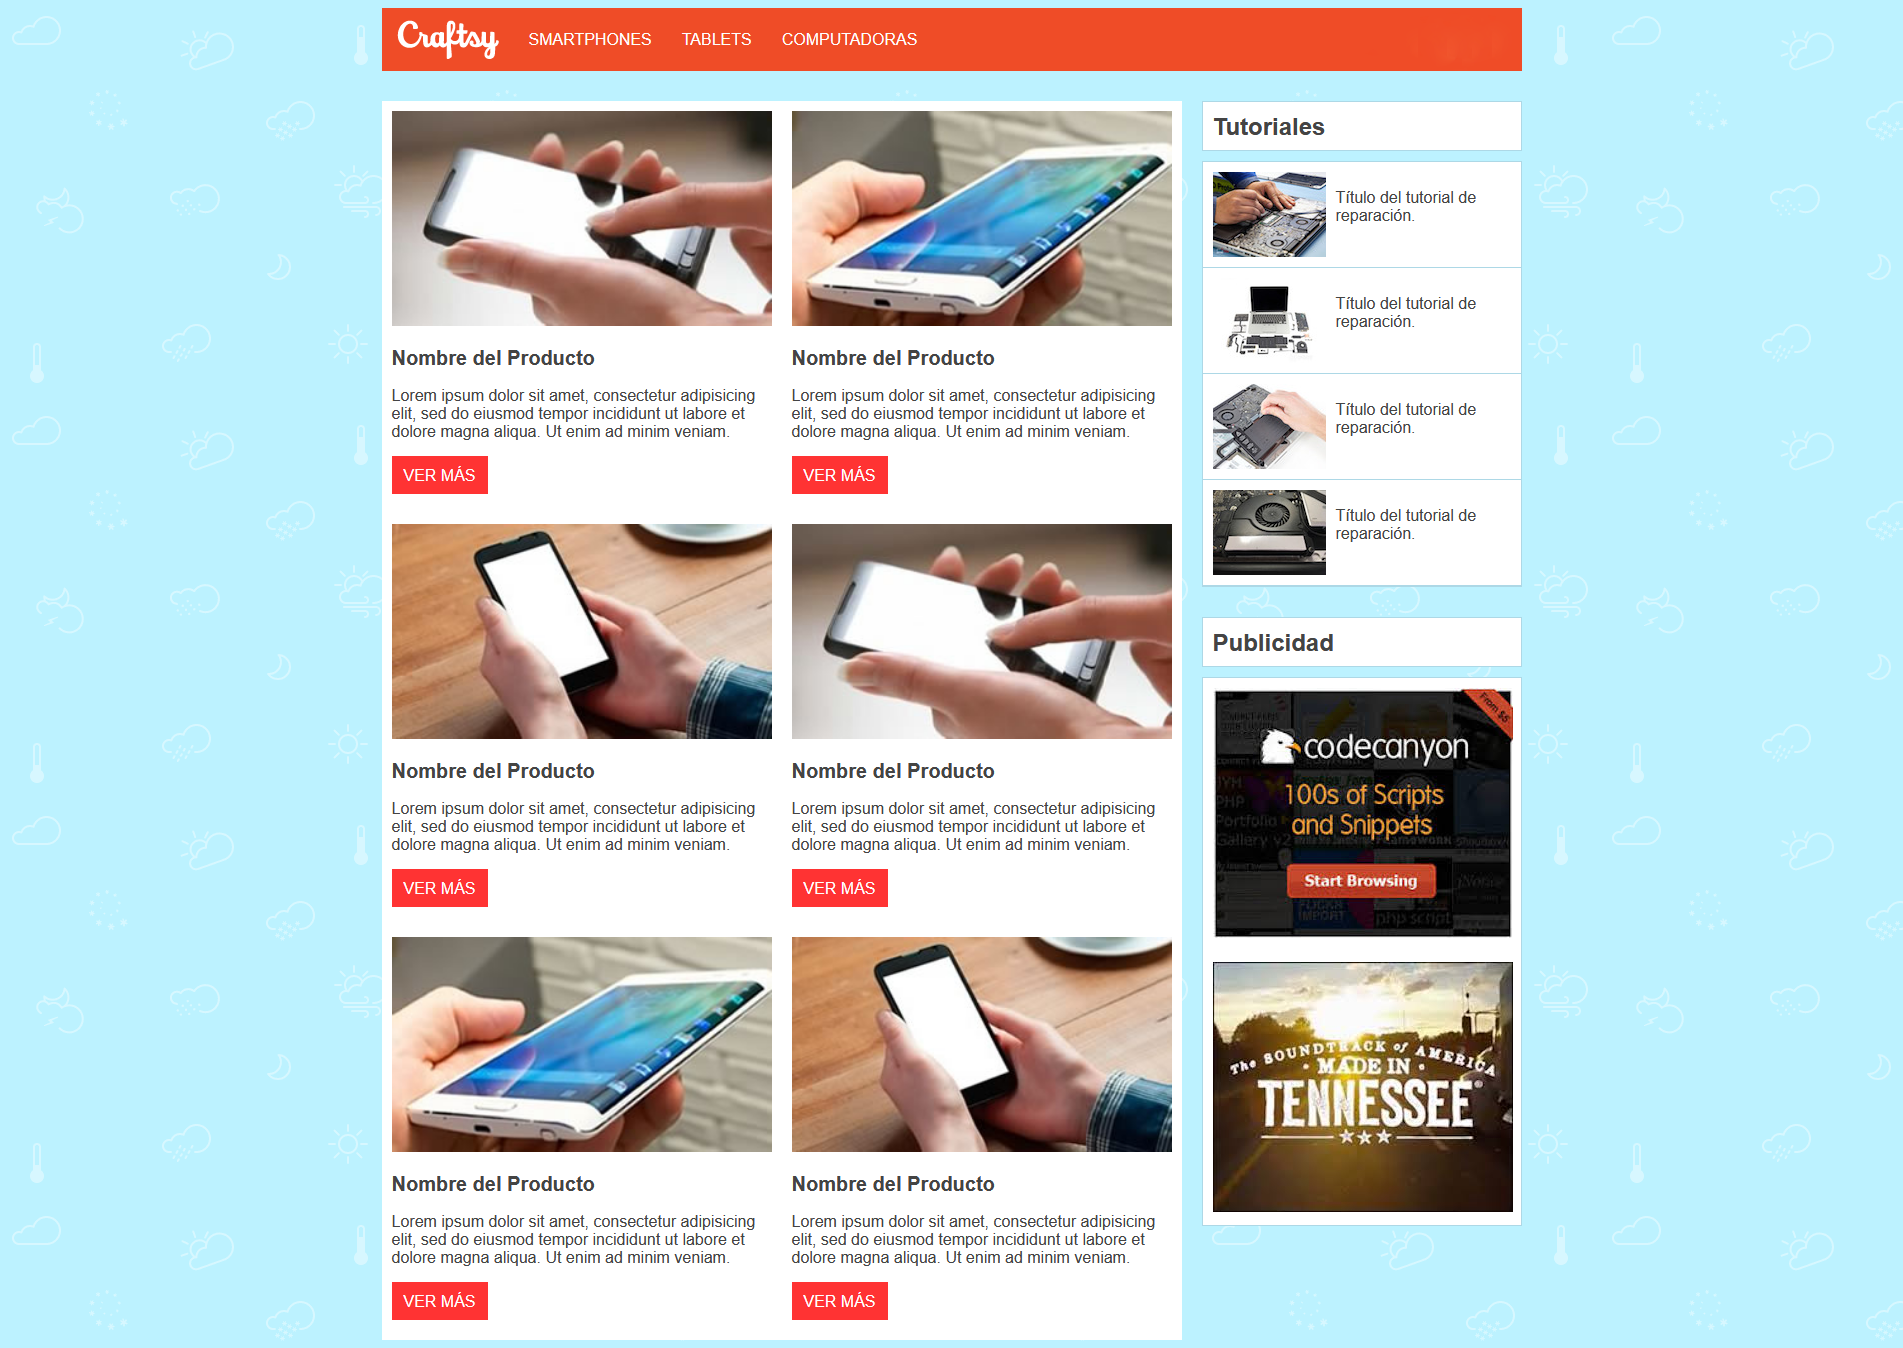 Craftsy SMARTPHONES TABLETS COMPUTADORAS
Nombre del Producto
Lorem ipsum dolor sit amet, consectetur adipisicing
elit, sed do eiusmod tempor incididunt ut labore et
dolore magna aliqua. Ut enim ad minim veniam.
VER MÁS
Nombre del Producto
Lorem ipsum dolor sit amet, consectetur adipisicing
elit, sed do eiusmod tempor incididunt ut labore et
dolore magna aliqua. Ut enim ad minim veniam.
VER MÁS
Nombre del Producto
Lorem ipsum dolor sit amet, consectetur adipisicing
elit, sed do eiusmod tempor incididunt ut labore et
dolore magna aliqua. Ut enim ad minim veniam.
VER MÁS
Nombre del Producto
Lorem ipsum dolor sit amet, consectetur adipisicing
elit, sed do eiusmod tempor incididunt ut labore et
dolore magna aliqua. Ut enim ad minim veniam.
VER MÁS
Nombre del Producto
Lorem ipsum dolor sit amet, consectetur adipisicing
elit, sed do eiusmod tempor incididunt ut labore et
dolore magna aliqua. Ut enim ad minim veniam.
VER MÁS
Nombre del Producto
Lorem ipsum dolor sit amet, consectetur adipisicing
elit, sed do eiusmod tempor incididunt ut labore et
dolore magna aliqua. Ut enim ad minim veniam.
VER MÁS
Tutoriales
Título del tutorial de
reparación.
Título del tutorial de
reparación.
Título del tutorial de
reparación.
Título del tutorial de
reparación.
Publicidad
From $5
codecanyon
100s of Scripts
and Snippets
Start Browsing
PHP
Portfolio
Gallery v2
FLICKR
IMPORT
php script
The SOUNDTRACK of AMERICA
MADE IN
TENNESSEE®